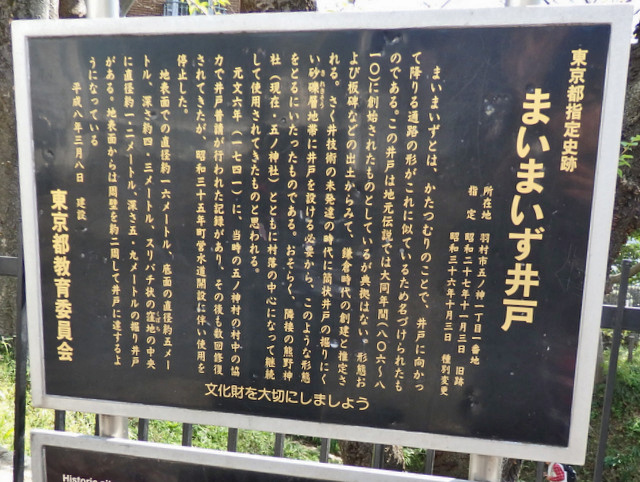 東京都指定史跡
まいまいず井戸
所在地 羽村市五ノ神一丁目一番地
指定 昭和二十七年十一月三日 旧跡
昭和三十六年十月三日 種別変更
まいまいずとは、かたつむりのことで、井戸に向かっ
て降りる通路の形がこれに似ているため名づけられたも
のである。この井戸は地元伝説では大同年間(八〇六〜八
一〇)に創始されたものとしているが典拠はない。形態お
よび板碑などの出土からみて、鎌倉時代の創建と推定さ
れる。さく井技術の未発達の時代に筒状井戸の掘りにく
い砂礫層地帯に井戸を設ける必要から、このような形態
をとるにいたったものである。おそらく、隣接の熊野神
社(現在・五ノ神社)とともに村落の中心になって継続
して使用されてきたものと思われる。
元文六年(一七四一)に、当時の五ノ神村の村中の協
力で井戸普請が行われた記録があり、その後も数回修復
されてきたが、昭和三十五年町営水道開設に伴い使用を
停止した。
地表面での直径約一六メートル、底面の直径約五メー
トル、深さ約四・三メートル、スリバチ状の窪地の中央
に直径約一・二メートル、深さ五・九メートルの掘り井戸
がある。地表面からは周壁を約二周して井戸に達するよ
うになっている
平成八年三月八日 建設
東京都教育委員会
文化財を大切にしましょう
Historic